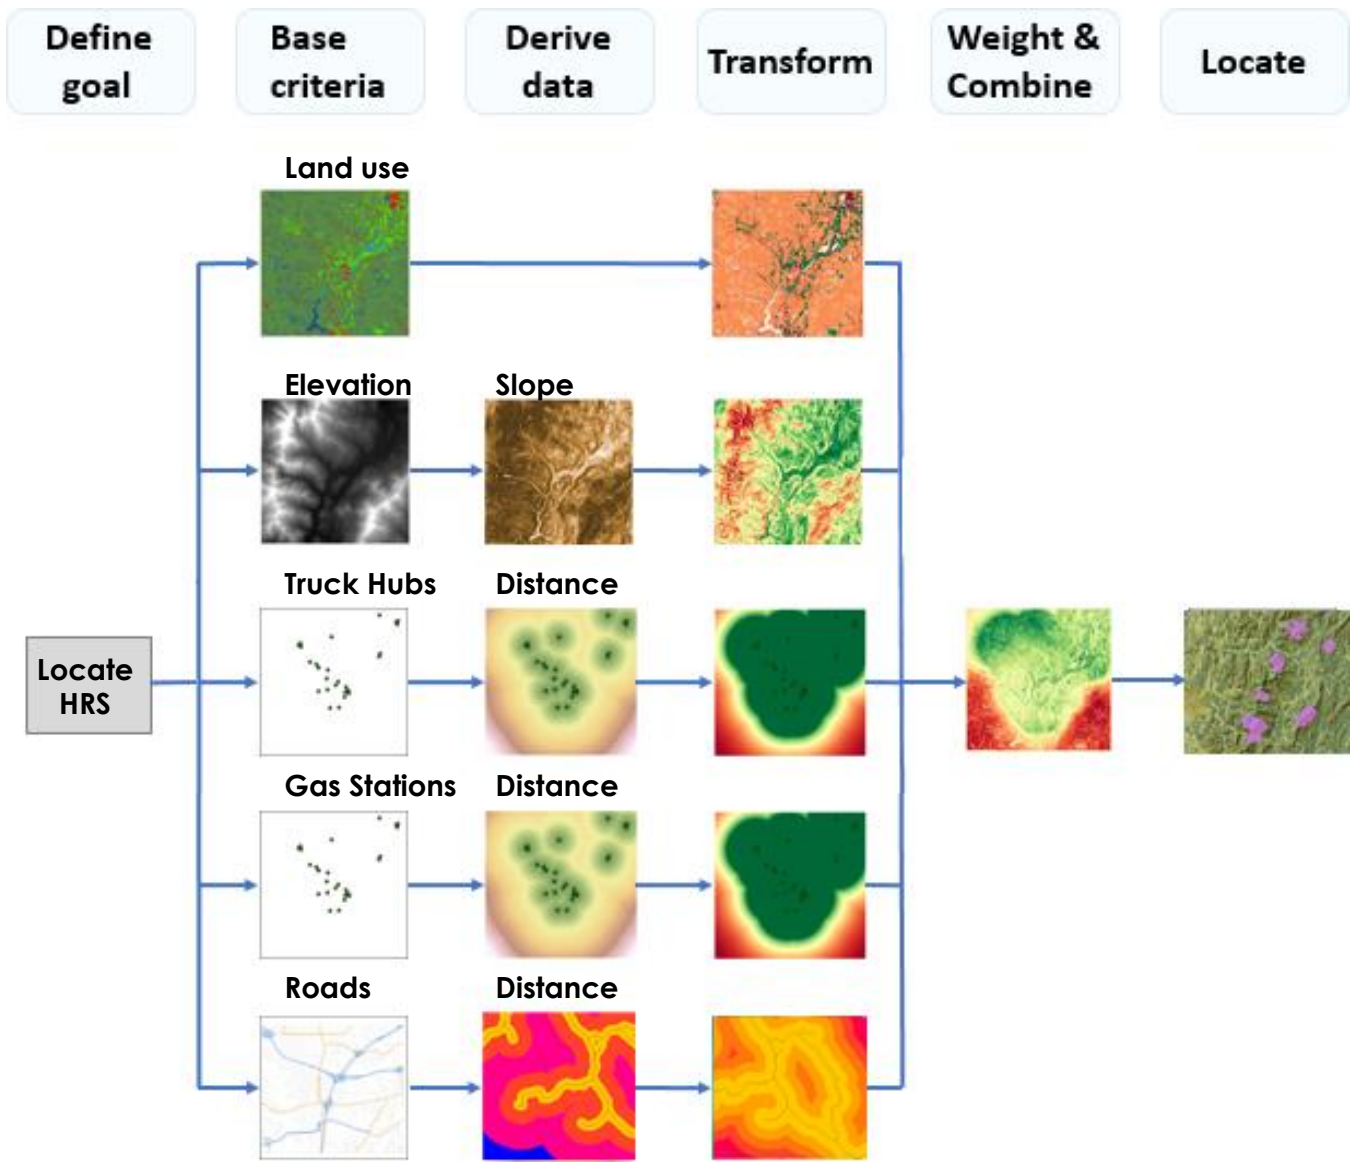 Define
goal
Base
criteria
Derive
data
Transform
Weight &
Combine
Locate
Land use
Elevation
Slope
Truck Hubs
Distance
Locate
HRS
Gas Stations
Distance
Roads
Distance